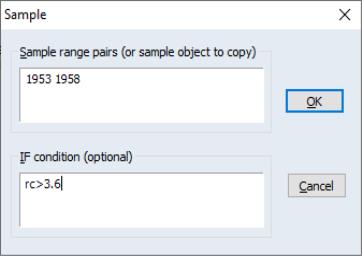 Sample
Sample range pairs (or sample object to copy)
1953 1958
OK
IF condition (optional)
rc>3.6
Cancel